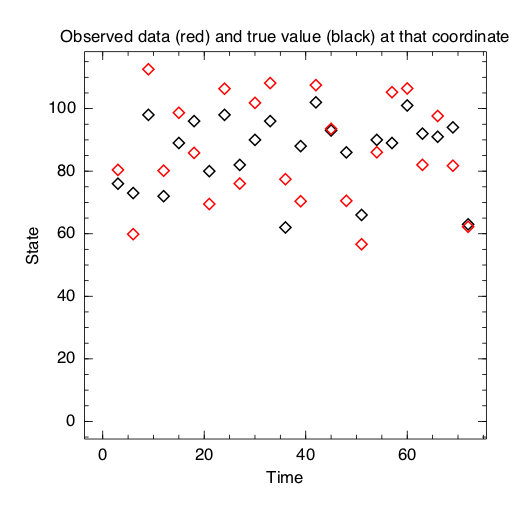 Observed data (red) and true value (black) at that coordinate
100
80
60
40
20
0
State
0 20 40 60
Time